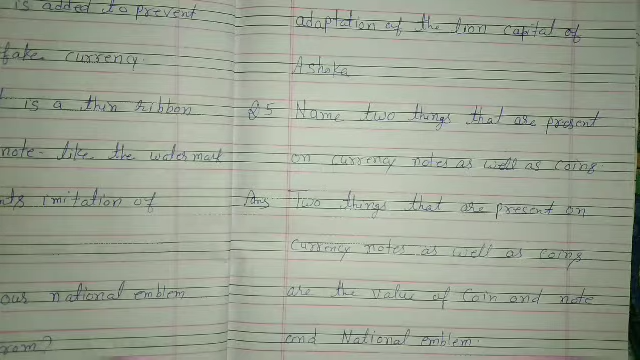 is added to prevent
fake currency.
is a thin ribbon
note - like the watermark
imitation of
our national emblem
from?
adaptation of the lion capital of
Ashoka
Q5 Name two things that are present
on currency notes as well as coins
Ans Two things that are present on
currency notes as well as coins
are the value of coin and note
and National emblem.